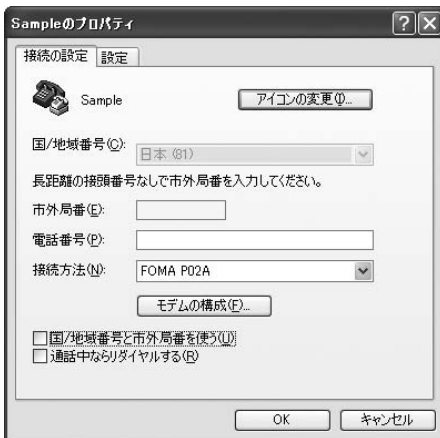 Sampleのプロパティ
接続の設定 設定
Sample アイコンの変更(I)...
国/地域番号(C): 日本 (81)
長距離の接頭番号なしで市外局番を入力してください。
市外局番(E):
電話番号(P):
接続方法(N): FOMA P02A
モデムの構成(F)...
国/地域番号と市外局番を使う(U)
通話中ならリダイヤルする(R)
OK キャンセル